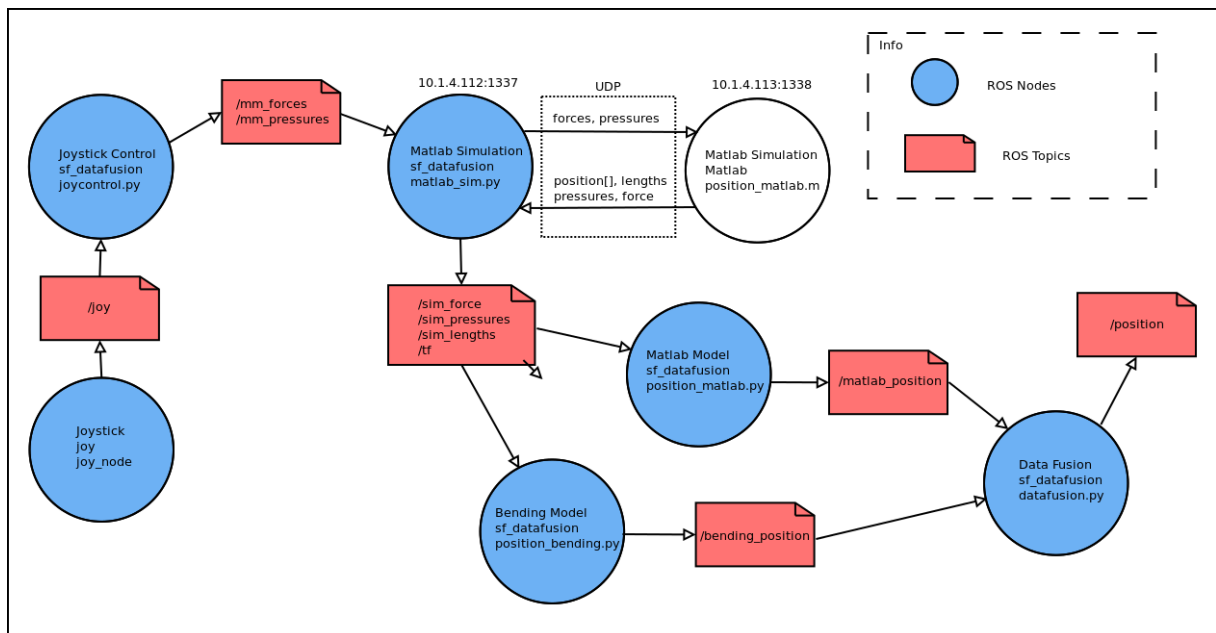 Info
ROS Nodes
ROS Topics
10.1.4.112:1337
UDP
10.1.4.113:1338
/mm_forces
/mm_pressures
Joystick Control
sf_datafusion
joycontrol.py
Matlab Simulation
sf_datafusion
matlab_sim.py
forces, pressures
position[], lengths
pressures, force
Matlab Simulation
Matlab
position_matlab.m
/joy
/sim_force
/sim_pressures
/sim_lengths
/tf
Matlab Model
sf_datafusion
position_matlab.py
/matlab_position
/position
Joystick
joy
joy_node
Bending Model
sf_datafusion
position_bending.py
/bending_position
Data Fusion
sf_datafusion
datafusion.py